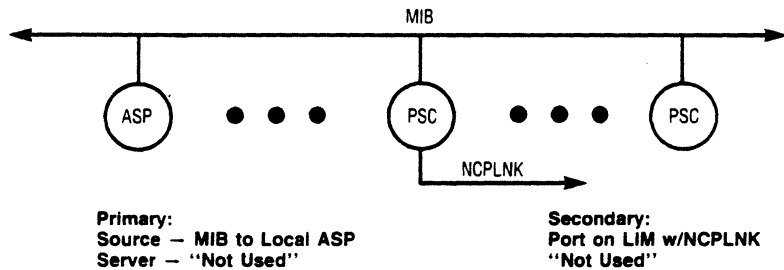 MIB
ASP
PSC
PSC
NCPLNK
Primary:
Source – MIB to Local ASP
Server – "Not Used"
Secondary:
Port on LIM w/NCPLNK
"Not Used"